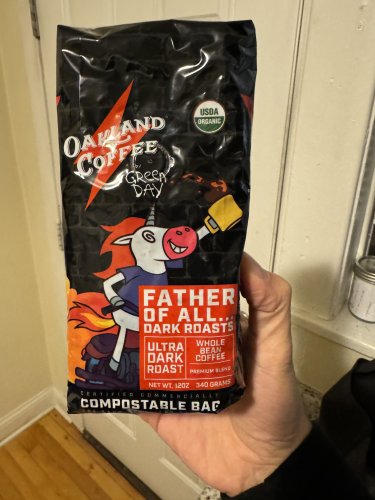 USDA
ORGANIC
OAKLAND
COFFEE
GREEN
DAY
FATHER
OF ALL...
DARK ROASTS
ULTRA
DARK
ROAST
WHOLE
BEAN
COFFEE
PREMIUM BLEND
NET WT. 12OZ 340 GRAMS
CERTIFIED COMMERCIALLY
COMPOSTABLE BAG